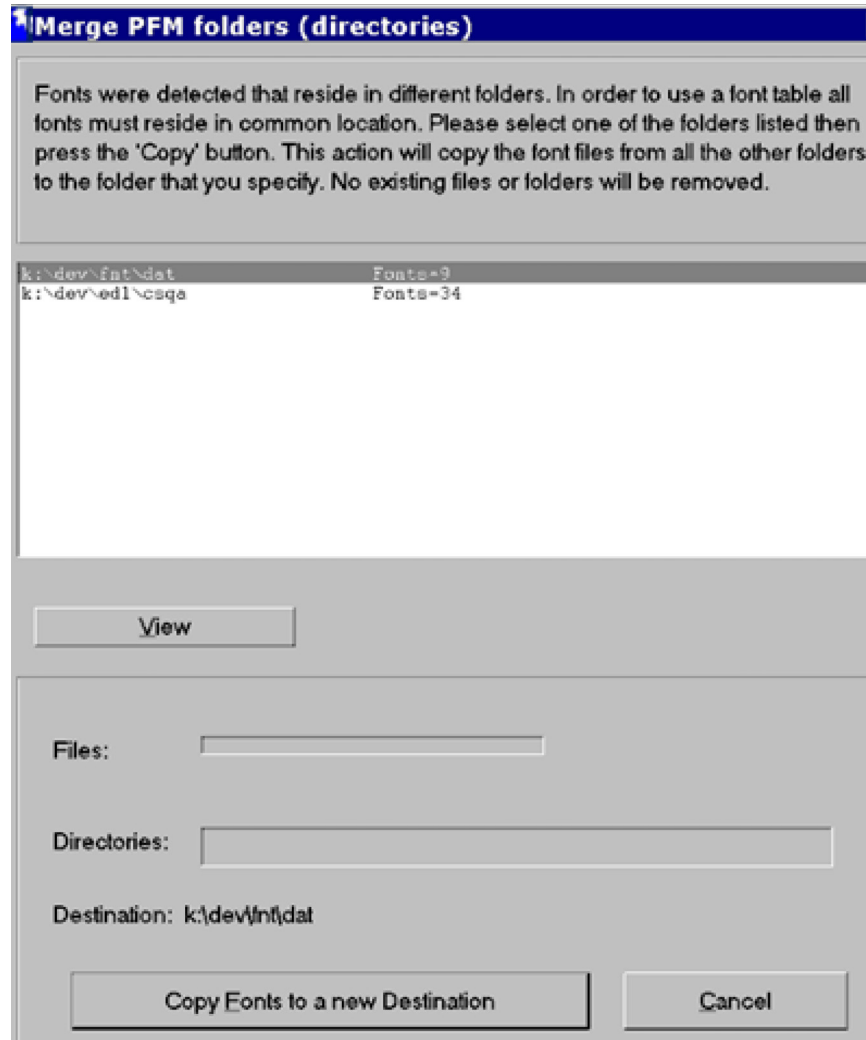 Merge PFM folders (directories)
Fonts were detected that reside in different folders. In order to use a font table all
fonts must reside in common location. Please select one of the folders listed then
press the 'Copy' button. This action will copy the font files from all the other folders
to the folder that you specify. No existing files or folders will be removed.
k:\dev\fnt\dat Fonts=9
k:\dev\edl\csqa Fonts=34
View
Files:
Directories:
Destination: k:\dev\fnt\dat
Copy Fonts to a new Destination Cancel